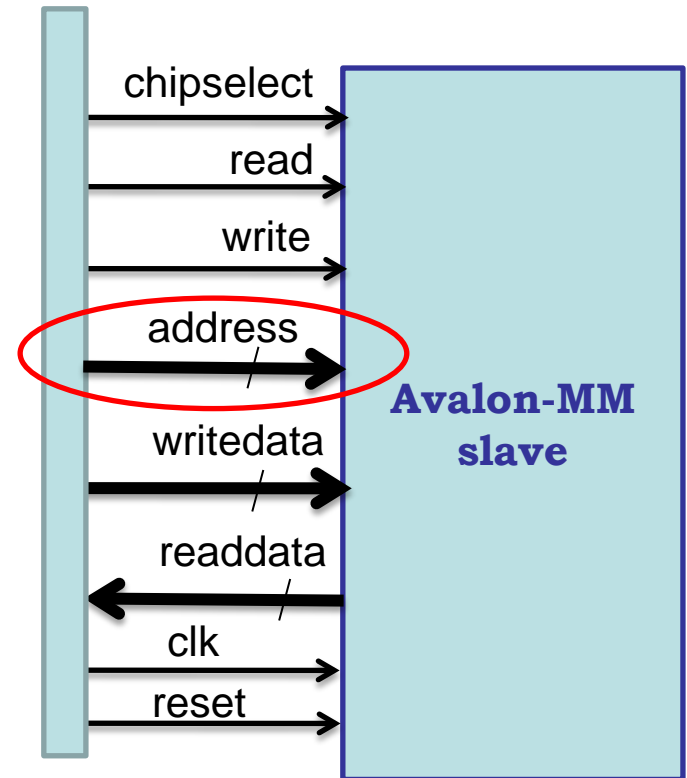 chipselect
read
write
address
writedata
readdata
clk
reset
Avalon-MM
slave